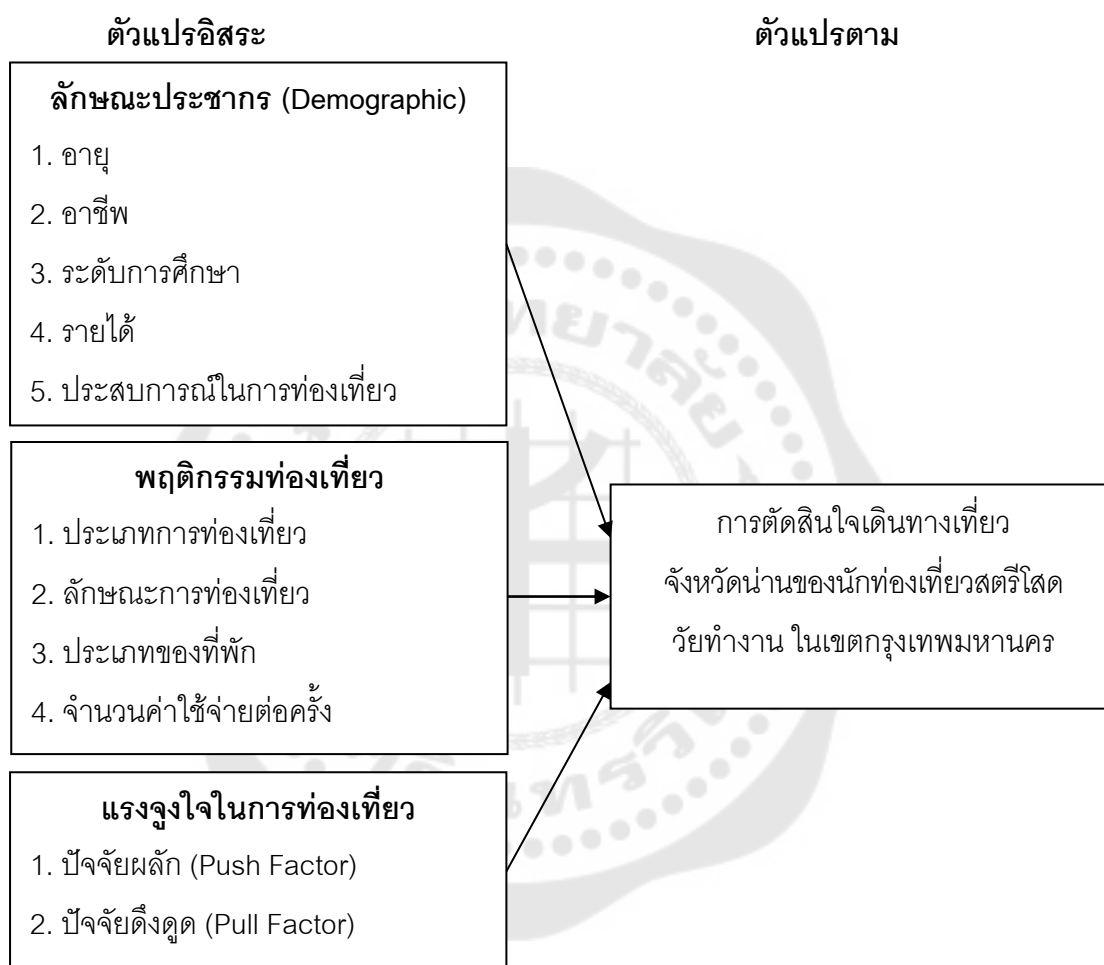 ตัวแปรอิสระ
ตัวแปรตาม
ลักษณะประชากร (Demographic)
1. อายุ
2. อาชีพ
3. ระดับการศึกษา
4. รายได้
5. ประสบการณ์ในการท่องเที่ยว
พฤติกรรมท่องเที่ยว
1. ประเภทการท่องเที่ยว
2. ลักษณะการท่องเที่ยว
3. ประเภทของที่พัก
4. จำนวนค่าใช้จ่ายต่อครั้ง
แรงจูงใจในการท่องเที่ยว
1. ปัจจัยผลัก (Push Factor)
2. ปัจจัยดึงดูด (Pull Factor)
การตัดสินใจเดินทางเที่ยว
จังหวัดน่านของนักท่องเที่ยวสตรีโสด
วัยทำงาน ในเขตกรุงเทพมหานคร